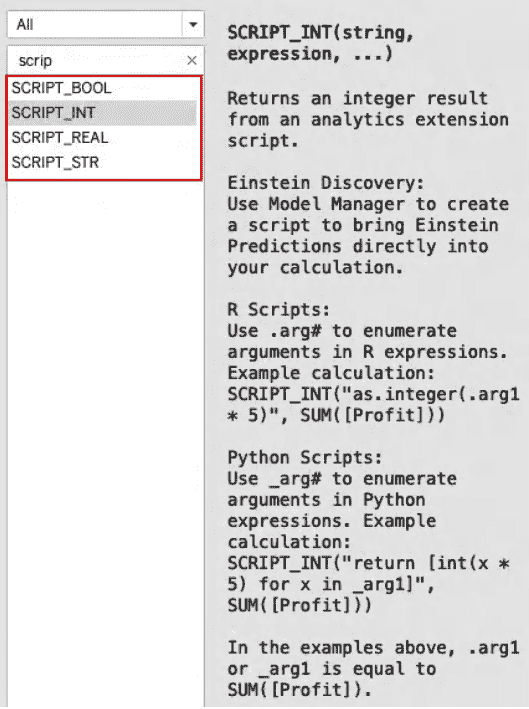 All
scrip
SCRIPT_BOOL
SCRIPT_INT
SCRIPT_REAL
SCRIPT_STR
SCRIPT_INT(string,
expression, ...)
Returns an integer result
from an analytics extension
script.
Einstein Discovery:
Use Model Manager to create
a script to bring Einstein
Predictions directly into
your calculation.
R Scripts:
Use .arg# to enumerate
arguments in R expressions.
Example calculation:
SCRIPT_INT("as.integer(.arg1
* 5)", SUM([Profit]))
Python Scripts:
Use _arg# to enumerate
arguments in Python
expressions. Example
calculation:
SCRIPT_INT("return [int(x *
5) for x in _arg1]",
SUM([Profit]))
In the examples above, .arg1
or _arg1 is equal to
SUM([Profit]).